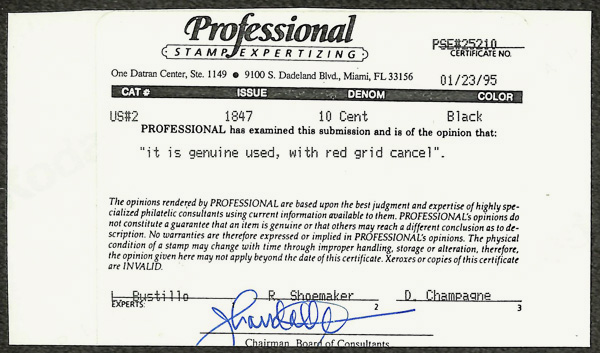 Professional
STAMP EXPERTIZING
PSE#25210
CERTIFICATE NO.
One Datran Center, Ste. 1149 ● 9100 S. Dadeland Blvd., Miami, FL 33156
01/23/95
CAT # ISSUE DENOM COLOR
US#2 1847 10 Cent Black
PROFESSIONAL has examined this submission and is of the opinion that:
"it is genuine used, with red grid cancel".
The opinions rendered by PROFESSIONAL are based upon the best judgment and expertise of highly spe-
cialized philatelic consultants using current information available to them. PROFESSIONAL's opinions do
not constitute a guarantee that an item is genuine or that others may reach a different conclusion as to de-
scription. No warranties are therefore expressed or implied in PROFESSIONAL's opinions. The physical
condition of a stamp may change with time through improper handling, storage or alteration, therefore,
the opinion given here may not apply beyond the date of this certificate. Xeroxes or copies of this certificate
are INVALID.
Bustillo R. Shoemaker D. Champagne
EXPERTS: 2 3
Chairman, Board of Consultants